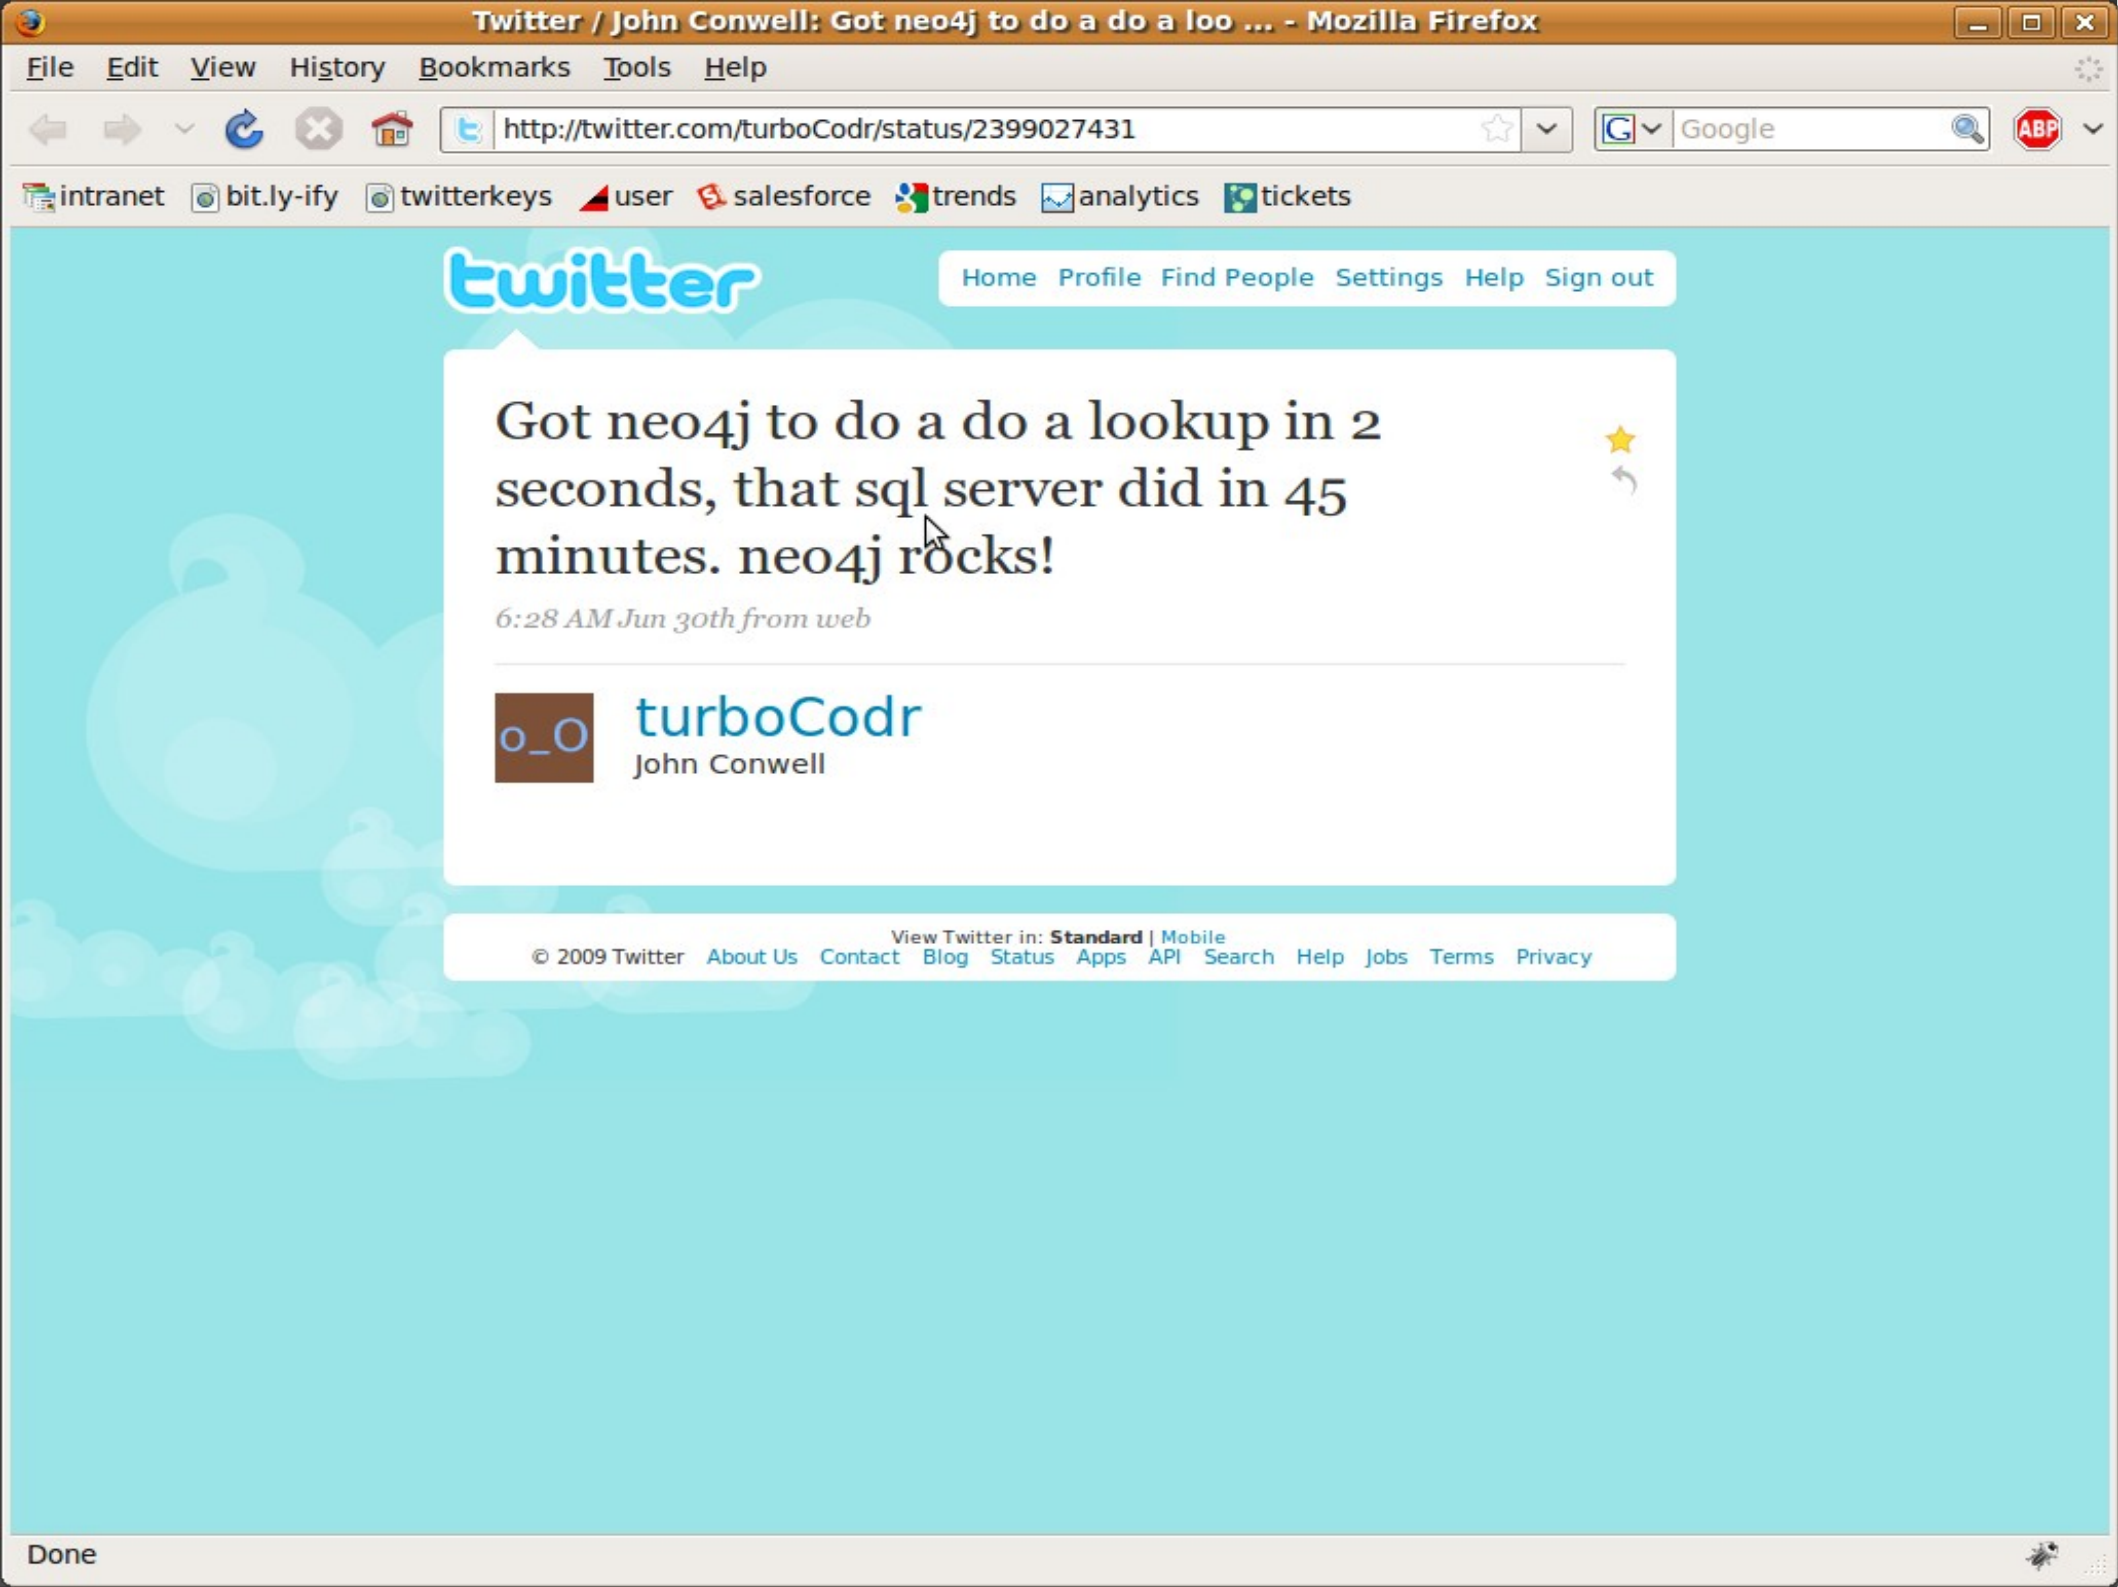 Twitter / John Conwell: Got neo4j to do a do a loo ... - Mozilla Firefox
File Edit View History Bookmarks Tools Help
http://twitter.com/turboCodr/status/2399027431 Google ABP
intranet bit.ly-ify twitterkeys user salesforce trends analytics tickets
twitter
Home Profile Find People Settings Help Sign out
Got neo4j to do a do a lookup in 2
seconds, that sql server did in 45
minutes. neo4j rocks!
6:28 AM Jun 30th from web
o_O
turboCodr
John Conwell
View Twitter in: Standard | Mobile
© 2009 Twitter About Us Contact Blog Status Apps API Search Help Jobs Terms Privacy
Done